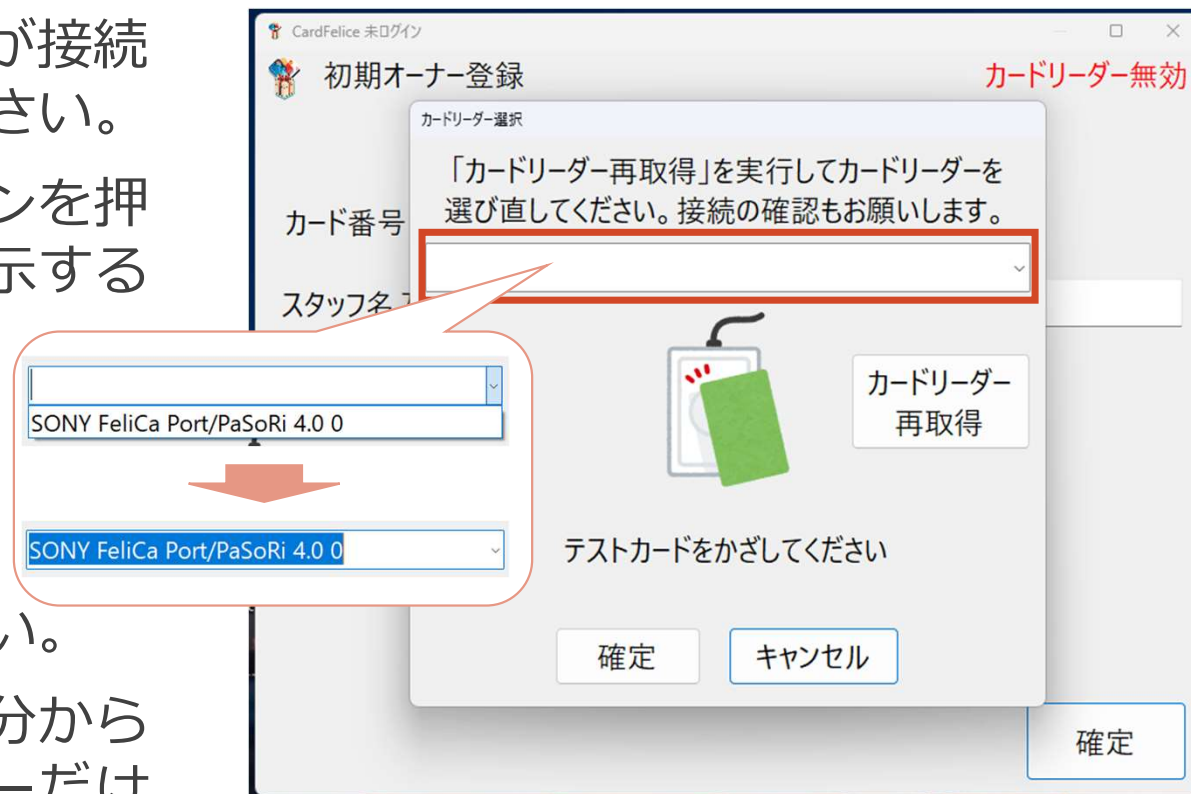 が接続
さい。
ンを押
示する
い。
分から
ーだけ
CardFelice 未ログイン
初期オーナー登録
カードリーダー無効
カードリーダー選択
「カードリーダー再取得」を実行してカードリーダーを
選び直してください。接続の確認もお願いします。
カード番号
スタッフ名
SONY FeliCa Port/PaSoRi 4.0 0
SONY FeliCa Port/PaSoRi 4.0 0
カードリーダー
再取得
テストカードをかざしてください
確定
キャンセル
確定